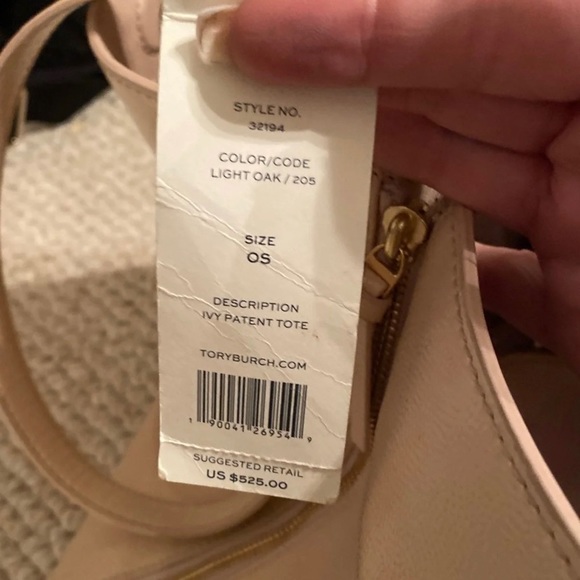 STYLE NO.
32194
COLOR/CODE
LIGHT OAK / 205
SIZE
OS
DESCRIPTION
IVY PATENT TOTE
TORYBURCH.COM
1 90041 26954 9
SUGGESTED RETAIL
US $525.00